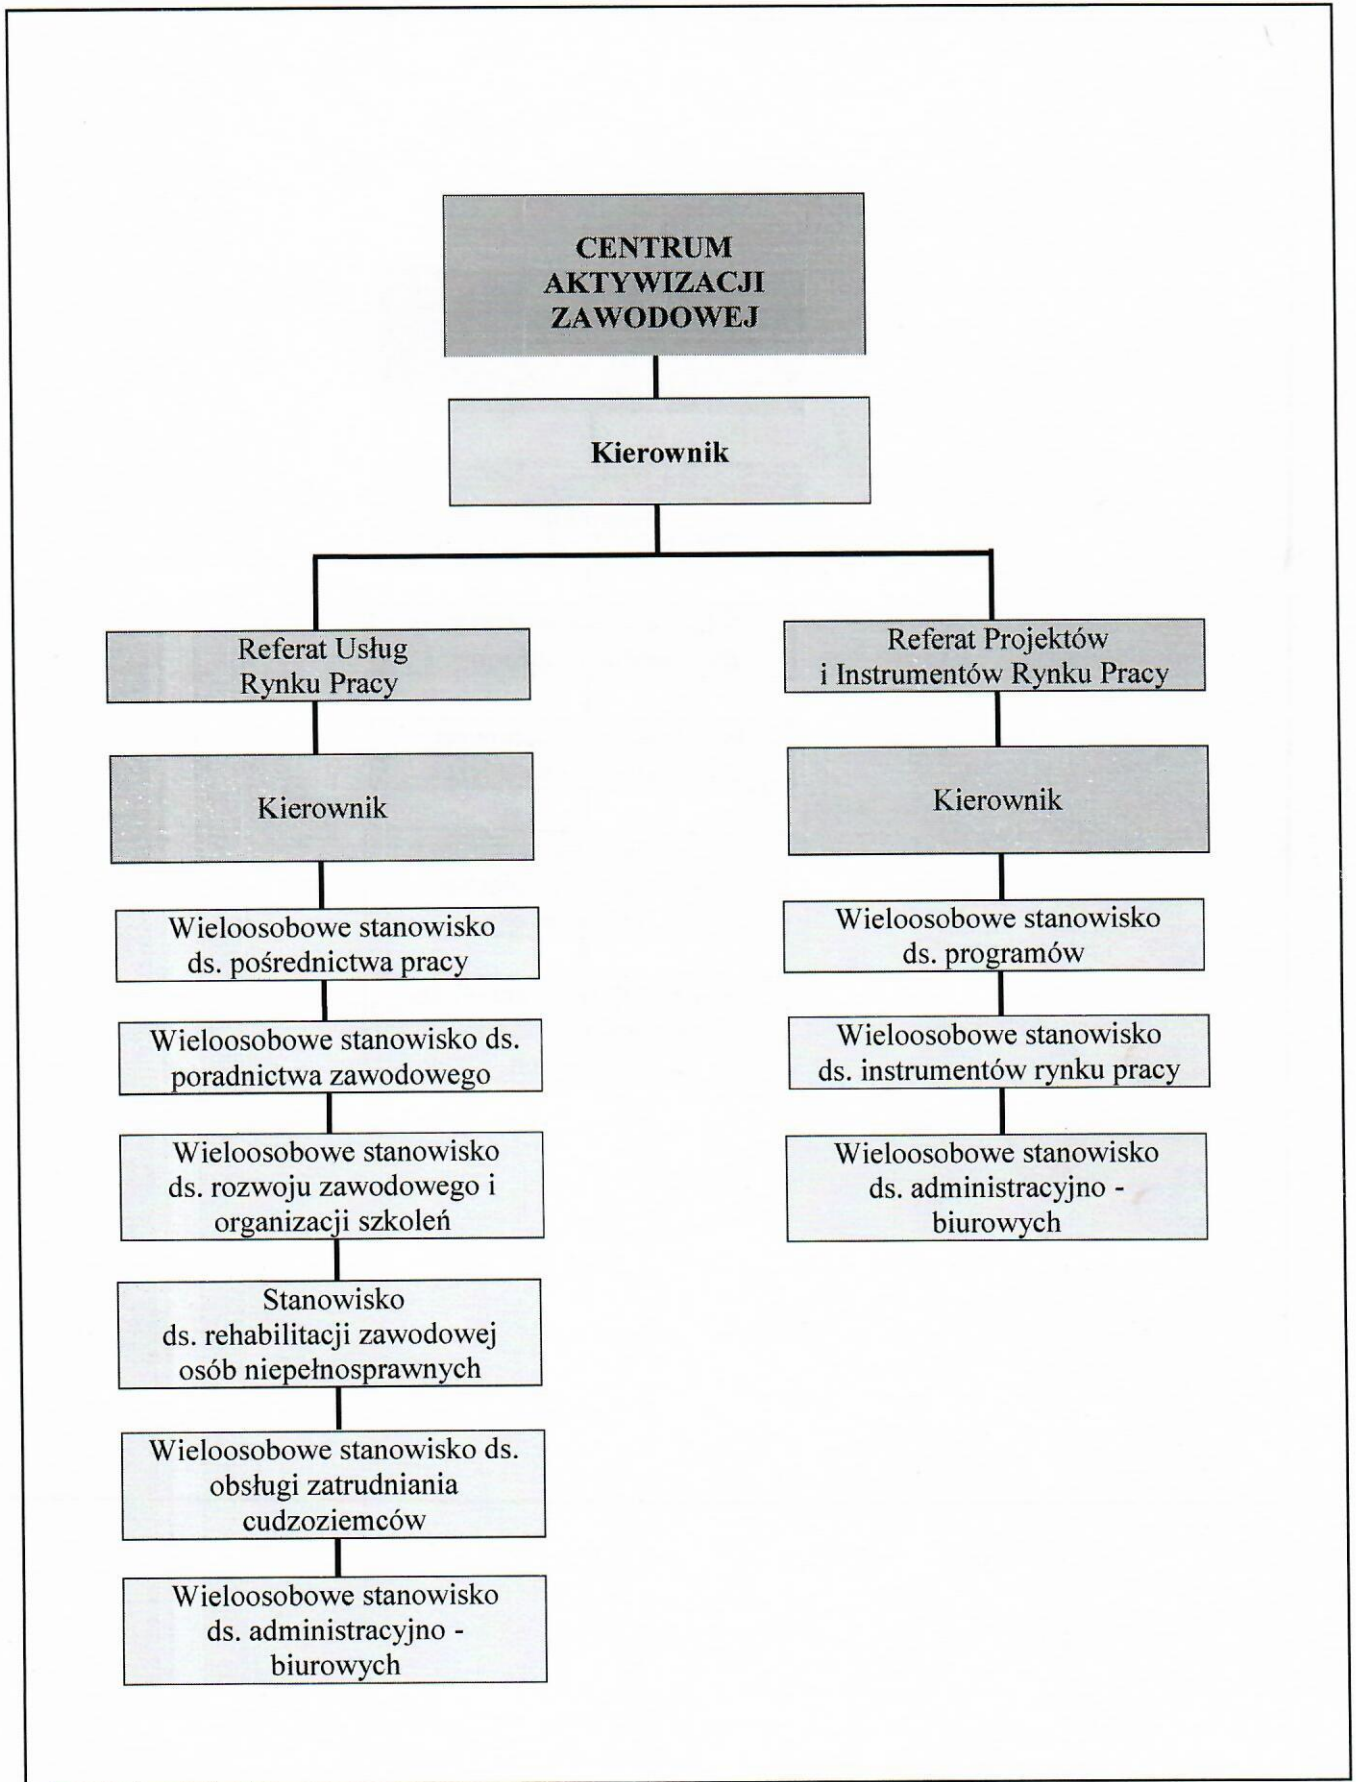 CENTRUM
AKTYWIZACJI
ZAWODOWEJ
Kierownik
Referat Usług
Rynku Pracy
Kierownik
Wieloosobowe stanowisko
ds. pośrednictwa pracy
Wieloosobowe stanowisko ds.
poradnictwa zawodowego
Wieloosobowe stanowisko
ds. rozwoju zawodowego i
organizacji szkoleń
Stanowisko
ds. rehabilitacji zawodowej
osób niepełnosprawnych
Wieloosobowe stanowisko ds.
obsługi zatrudniania
cudzoziemców
Wieloosobowe stanowisko
ds. administracyjno -
biurowych
Referat Projektów
i Instrumentów Rynku Pracy
Kierownik
Wieloosobowe stanowisko
ds. programów
Wieloosobowe stanowisko
ds. instrumentów rynku pracy
Wieloosobowe stanowisko
ds. administracyjno -
biurowych